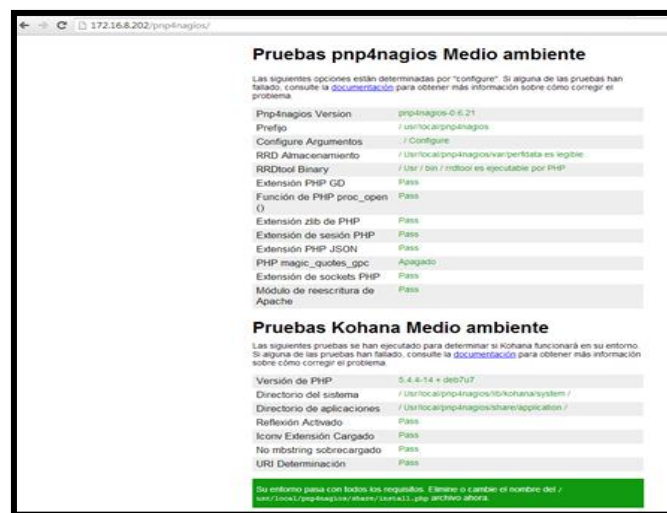 172.16.8.202/pnp4nagios/
Pruebas pnp4nagios Medio ambiente
Las siguientes opciones están determinadas por "configure". Si alguna de las pruebas han
fallado, consulte la documentación para obtener más información sobre cómo corregir el
problema.
Pnp4nagios Version pnp4nagios-0.6.21
Prefijo / usr/local/pnp4nagios
Configure Argumentos . / Configure
RRD Almacenamiento / Usr/local/pnp4nagios/var/perfdata es legible.
RRDtool Binary / Usr / bin / rrdtool es ejecutable por PHP
Extensión PHP GD Pass
Función de PHP proc_open Pass
()
Extensión zlib de PHP Pass
Extensión de sesión PHP Pass
Extensión PHP JSON Pass
PHP magic_quotes_gpc Apagado
Extensión de sockets PHP Pass
Módulo de reescritura de Pass
Apache
Pruebas Kohana Medio ambiente
Las siguientes pruebas se han ejecutado para determinar si Kohana funcionará en su entorno.
Si alguna de las pruebas han fallado, consulte la documentación para obtener más información
sobre cómo corregir el problema.
Versión de PHP 5.4.4-14 + deb7u7
Directorio del sistema / Usr/local/pnp4nagios/lib/kohana/system /
Directorio de aplicaciones / Usr/local/pnp4nagios/share/application /
Reflexión Activado Pass
Iconv Extensión Cargado Pass
No mbstring sobrecargado Pass
URI Determinación Pass
Su entorno pasa con todos los requisitos. Elimine o cambie el nombre del /
usr/local/pnp4nagios/share/install.php archivo ahora.